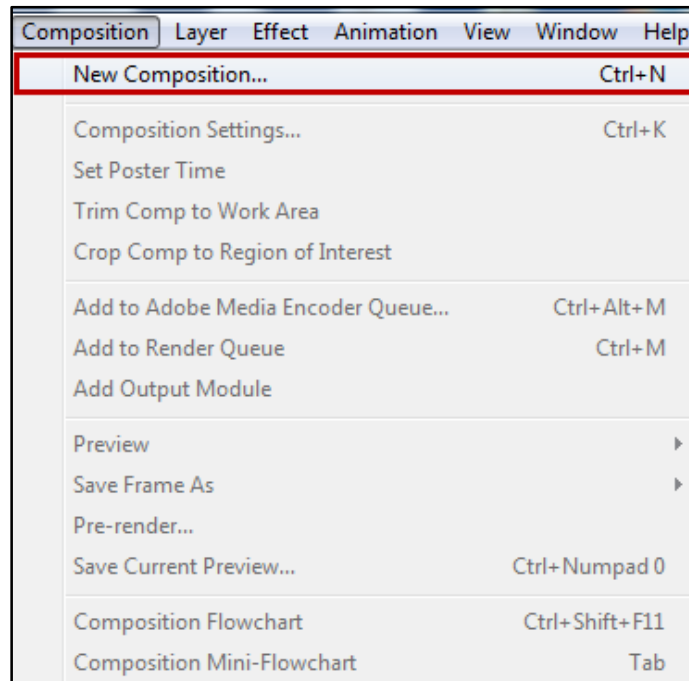 Composition Layer Effect Animation View Window Help
New Composition... Ctrl+N
Composition Settings... Ctrl+K
Set Poster Time
Trim Comp to Work Area
Crop Comp to Region of Interest
Add to Adobe Media Encoder Queue... Ctrl+Alt+M
Add to Render Queue Ctrl+M
Add Output Module
Preview
Save Frame As
Pre-render...
Save Current Preview... Ctrl+Numpad 0
Composition Flowchart Ctrl+Shift+F11
Composition Mini-Flowchart Tab